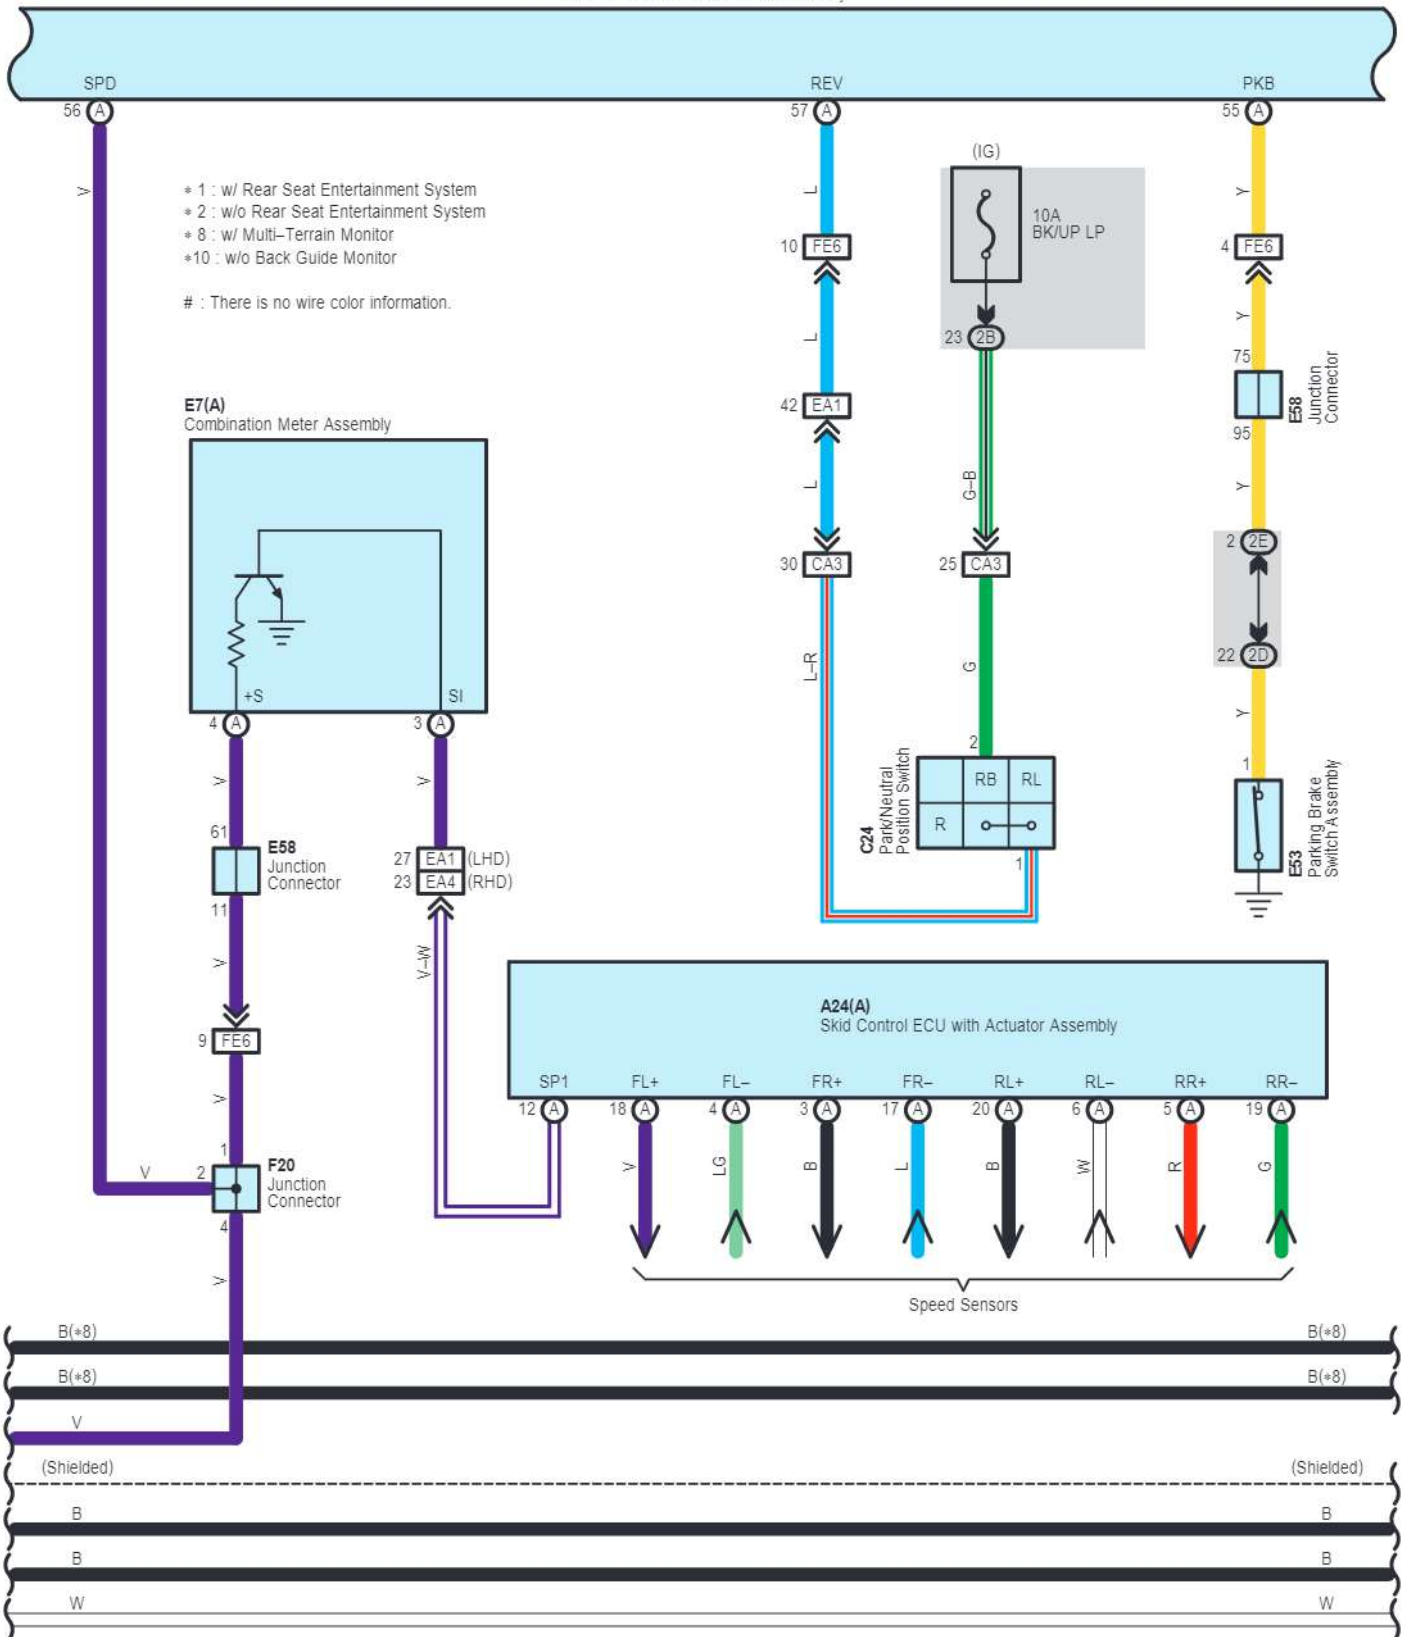 SPD
REV
PKB
56 A
57 A
55 A
V
L
Y
(IG)
10A
BK/UP LP
∗ 1 : w/ Rear Seat Entertainment System
∗ 2 : w/o Rear Seat Entertainment System
∗ 8 : w/ Multi–Terrain Monitor
∗10 : w/o Back Guide Monitor
# : There is no wire color information.
10 FE6
4 FE6
L
Y
23 2B
75
E58
Junction
Connector
95
42 EA1
E7(A)
Combination Meter Assembly
L
G–B
Y
2 2E
30 CA3
25 CA3
22 2D
L–R
G
Y
+S
SI
4 A
3 A
V
V
2
1
C24
Park/Neutral
Position Switch
RB
RL
R
1
E53
Parking Brake
Switch Assembly
61
E58
Junction
Connector
11
27 EA1 (LHD)
23 EA4 (RHD)
V
V–W
A24(A)
Skid Control ECU with Actuator Assembly
9 FE6
SP1
FL+
FL–
FR+
FR–
RL+
RL–
RR+
RR–
12 A
18 A
4 A
3 A
17 A
20 A
6 A
5 A
19 A
V
V
LG
B
L
B
W
R
G
1
V
2
F20
Junction
Connector
4
V
Speed Sensors
B(∗8)
B(∗8)
B(∗8)
B(∗8)
V
(Shielded)
(Shielded)
B
B
B
B
W
W